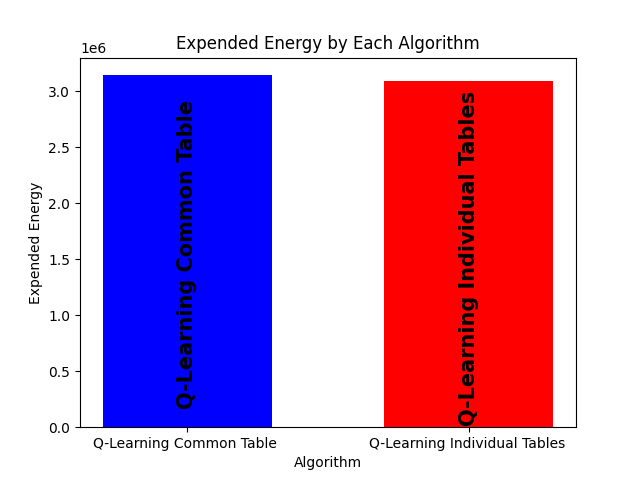 Expended Energy by Each Algorithm
1e6
3.0
2.5
2.0
1.5
1.0
0.5
0.0
Expended Energy
Q-Learning Common Table
Q-Learning Individual Tables
Q-Learning Common Table
Q-Learning Individual Tables
Algorithm